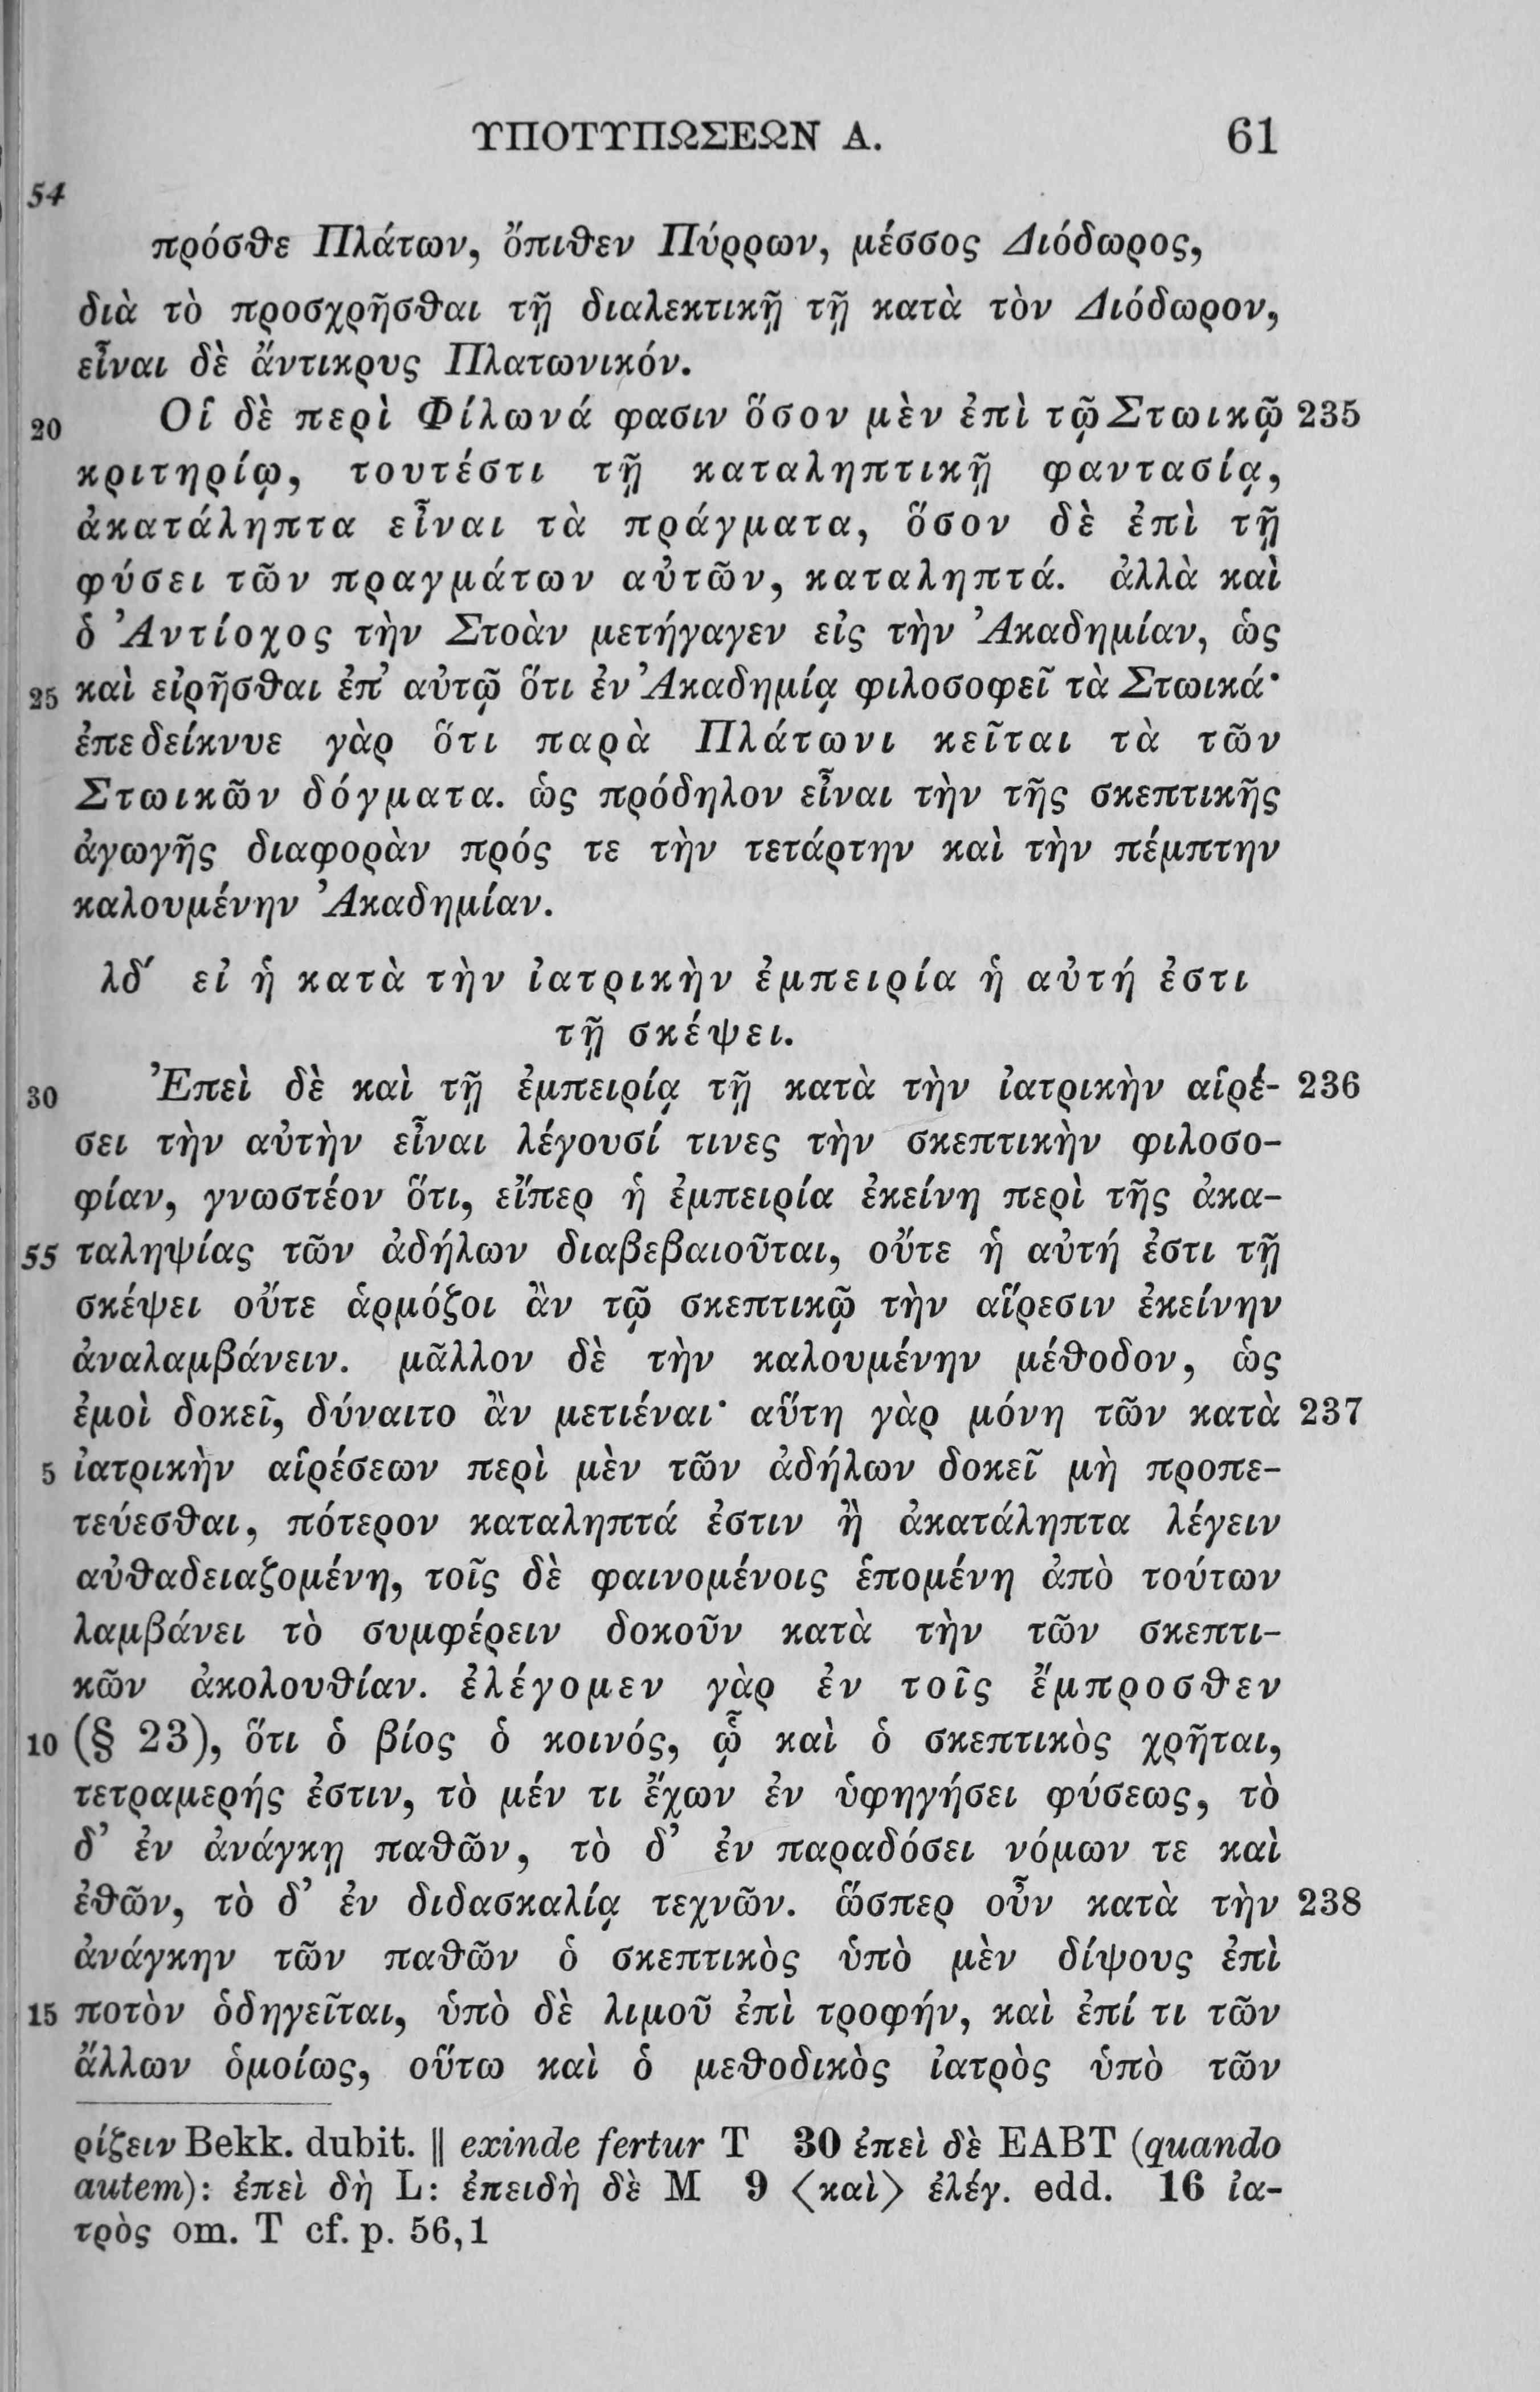 ΥΠΟΤΥΠΩΣΕΩΝ Α. 61
54
πρόσθε Πλάτων, ὄπιθεν Πύρρων, μέσσος Διόδωρος,
διὰ τὸ προσχρῆσθαι τῇ διαλεκτικῇ τῇ κατὰ τὸν Διόδωρον,
εἶναι δὲ ἄντικρυς Πλατωνικόν.
20 Οἱ δὲ περὶ Φίλωνά φασιν ὅσον μὲν ἐπὶ τῷ Στωικῷ 235
κριτηρίῳ, τουτέστι τῇ καταληπτικῇ φαντασίᾳ,
ἀκατάληπτα εἶναι τὰ πράγματα, ὅσον δὲ ἐπὶ τῇ
φύσει τῶν πραγμάτων αὐτῶν, καταληπτά. ἀλλὰ καὶ
ὁ Ἀντίοχος τὴν Στοὰν μετήγαγεν εἰς τὴν Ἀκαδημίαν, ὡς
25 καὶ εἰρῆσθαι ἐπ’ αὐτῷ ὅτι ἐν Ἀκαδημίᾳ φιλοσοφεῖ τὰ Στωικά·
ἐπεδείκνυε γὰρ ὅτι παρὰ Πλάτωνι κεῖται τὰ τῶν
Στωικῶν δόγματα. ὡς πρόδηλον εἶναι τὴν τῆς σκεπτικῆς
ἀγωγῆς διαφορὰν πρός τε τὴν τετάρτην καὶ τὴν πέμπτην
καλουμένην Ἀκαδημίαν.
λδ′ εἰ ἡ κατὰ τὴν ἰατρικὴν ἐμπειρία ἡ αὐτή ἐστι
τῇ σκέψει.
30 Ἐπεὶ δὲ καὶ τῇ ἐμπειρίᾳ τῇ κατὰ τὴν ἰατρικὴν αἱρέ- 236
σει τὴν αὐτὴν εἶναι λέγουσί τινες τὴν σκεπτικὴν φιλοσο-
φίαν, γνωστέον ὅτι, εἴπερ ἡ ἐμπειρία ἐκείνη περὶ τῆς ἀκα-
55 ταληψίας τῶν ἀδήλων διαβεβαιοῦται, οὔτε ἡ αὐτή ἐστι τῇ
σκέψει οὔτε ἁρμόζοι ἂν τῷ σκεπτικῷ τὴν αἵρεσιν ἐκείνην
ἀναλαμβάνειν. μᾶλλον δὲ τὴν καλουμένην μέθοδον, ὡς
ἐμοὶ δοκεῖ, δύναιτο ἂν μετιέναι· αὕτη γὰρ μόνη τῶν κατὰ 237
5 ἰατρικὴν αἱρέσεων περὶ μὲν τῶν ἀδήλων δοκεῖ μὴ προπε-
τεύεσθαι, πότερον καταληπτά ἐστιν ἢ ἀκατάληπτα λέγειν
αὐθαδειαζομένη, τοῖς δὲ φαινομένοις ἑπομένη ἀπὸ τούτων
λαμβάνει τὸ συμφέρειν δοκοῦν κατὰ τὴν τῶν σκεπτι-
κῶν ἀκολουθίαν. ἐλέγομεν γὰρ ἐν τοῖς ἔμπροσθεν
10 (§ 23), ὅτι ὁ βίος ὁ κοινός, ᾧ καὶ ὁ σκεπτικὸς χρῆται,
τετραμερής ἐστιν, τὸ μέν τι ἔχων ἐν ὑφηγήσει φύσεως, τὸ
δ’ ἐν ἀνάγκῃ παθῶν, τὸ δ’ ἐν παραδόσει νόμων τε καὶ
ἐθῶν, τὸ δ’ ἐν διδασκαλίᾳ τεχνῶν. ὥσπερ οὖν κατὰ τὴν 238
ἀνάγκην τῶν παθῶν ὁ σκεπτικὸς ὑπὸ μὲν δίψους ἐπὶ
15 ποτὸν ὁδηγεῖται, ὑπὸ δὲ λιμοῦ ἐπὶ τροφήν, καὶ ἐπί τι τῶν
ἄλλων ὁμοίως, οὕτω καὶ ὁ μεθοδικὸς ἰατρὸς ὑπὸ τῶν
ρίζειν Bekk. dubit. || exinde fertur T 30 ἐπεὶ δὲ EABT (quando
autem): ἐπεὶ δὴ L: ἐπειδὴ δὲ M 9 ⟨καὶ⟩ ἐλέγ. edd. 16 ἰα-
τρὸς om. T cf. p. 56,1